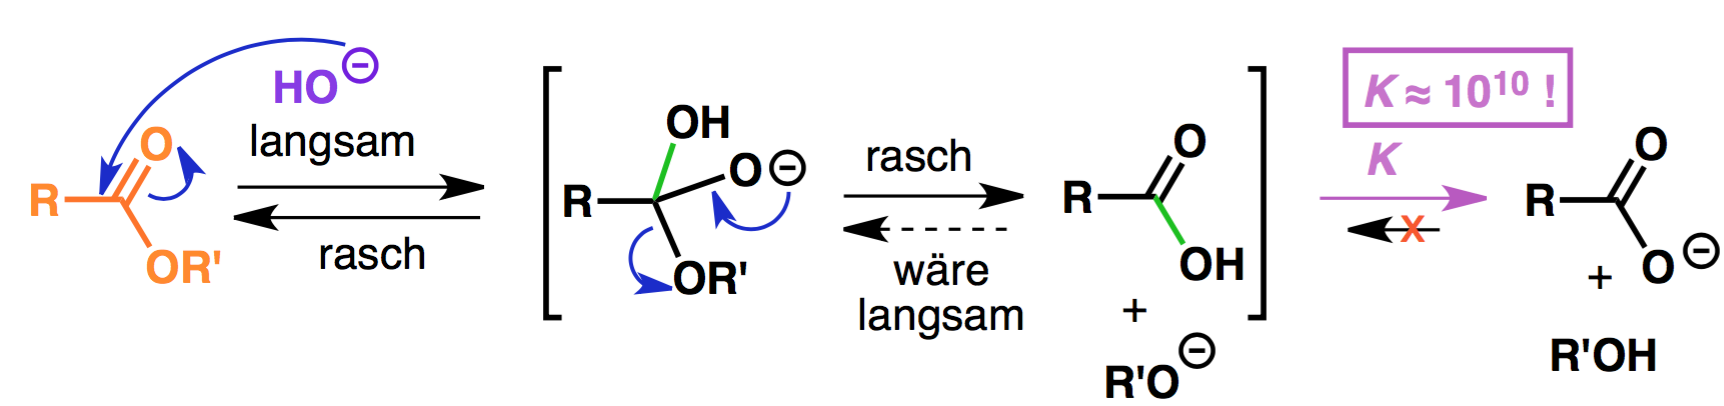 HO⊖
langsam
rasch
R
O
OR'
OH
R
O⊖
OR'
rasch
wäre
langsam
R
O
OH
+
R'O⊖
K ≈ 10¹⁰ !
K
X
R
O
O⊖
+
R'OH